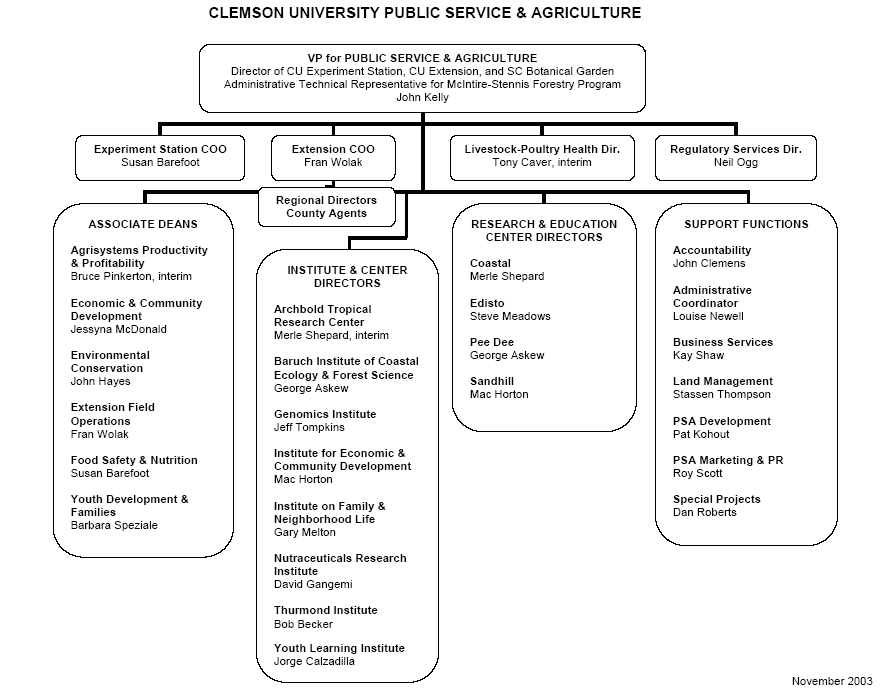 CLEMSON UNIVERSITY PUBLIC SERVICE & AGRICULTURE
VP for PUBLIC SERVICE & AGRICULTURE
Director of CU Experiment Station, CU Extension, and SC Botanical Garden
Administrative Technical Representative for McIntire-Stennis Forestry Program
John Kelly
Experiment Station COO
Susan Barefoot
Extension COO
Fran Wolak
Livestock-Poultry Health Dir.
Tony Caver, interim
Regulatory Services Dir.
Neil Ogg
Regional Directors
County Agents
ASSOCIATE DEANS
Agrisystems Productivity
& Profitability
Bruce Pinkerton, interim
Economic & Community
Development
Jessyna McDonald
Environmental
Conservation
John Hayes
Extension Field
Operations
Fran Wolak
Food Safety & Nutrition
Susan Barefoot
Youth Development &
Families
Barbara Speziale
INSTITUTE & CENTER
DIRECTORS
Archbold Tropical
Research Center
Merle Shepard, interim
Baruch Institute of Coastal
Ecology & Forest Science
George Askew
Genomics Institute
Jeff Tompkins
Institute for Economic &
Community Development
Mac Horton
Institute on Family &
Neighborhood Life
Gary Melton
Nutraceuticals Research
Institute
David Gangemi
Thurmond Institute
Bob Becker
Youth Learning Institute
Jorge Calzadilla
RESEARCH & EDUCATION
CENTER DIRECTORS
Coastal
Merle Shepard
Edisto
Steve Meadows
Pee Dee
George Askew
Sandhill
Mac Horton
SUPPORT FUNCTIONS
Accountability
John Clemens
Administrative
Coordinator
Louise Newell
Business Services
Kay Shaw
Land Management
Stassen Thompson
PSA Development
Pat Kohout
PSA Marketing & PR
Roy Scott
Special Projects
Dan Roberts
November 2003